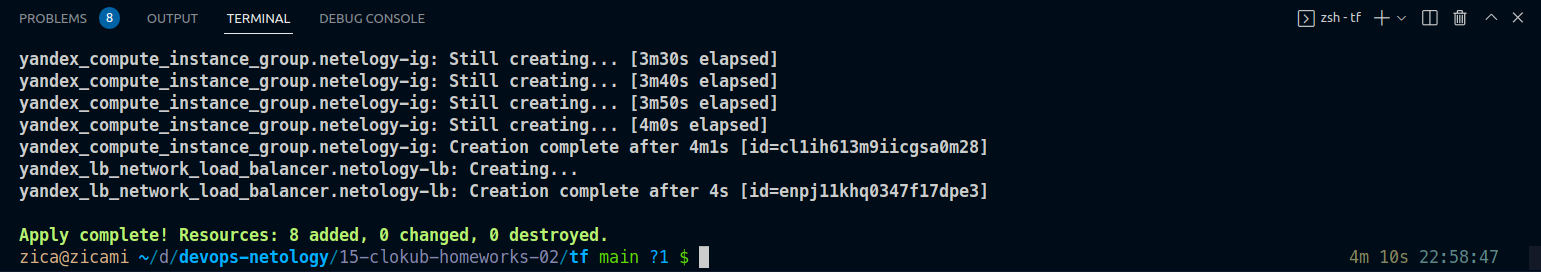 PROBLEMS 8 OUTPUT TERMINAL DEBUG CONSOLE zsh - tf
yandex_compute_instance_group.netelogy-ig: Still creating... [3m30s elapsed]
yandex_compute_instance_group.netelogy-ig: Still creating... [3m40s elapsed]
yandex_compute_instance_group.netelogy-ig: Still creating... [3m50s elapsed]
yandex_compute_instance_group.netelogy-ig: Still creating... [4m0s elapsed]
yandex_compute_instance_group.netelogy-ig: Creation complete after 4m1s [id=cl1ih613m9iicgsa0m28]
yandex_lb_network_load_balancer.netology-lb: Creating...
yandex_lb_network_load_balancer.netology-lb: Creation complete after 4s [id=enpj11khq0347f17dpe3]
Apply complete! Resources: 8 added, 0 changed, 0 destroyed.
zica@zicami ~/d/devops-netology/15-clokub-homeworks-02/tf main ?1 $ 4m 10s 22:58:47